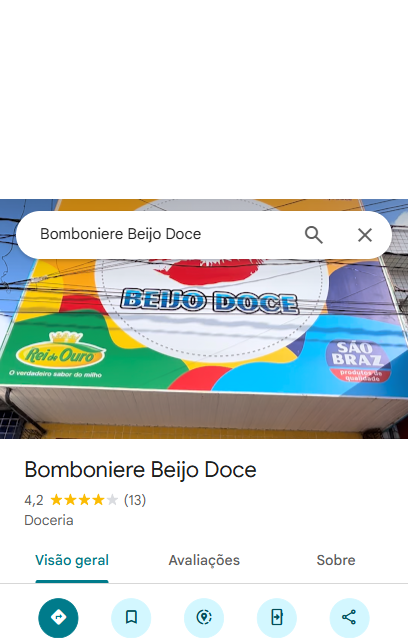 Bomboniere Beijo Doce
BEIJO DOCE
Rei de Ouro
O verdadeiro sabor do milho
SÃO
BRAZ
produtos de
qualidade
Bomboniere Beijo Doce
4,2 (13)
Doceria
Visão geral
Avaliações
Sobre